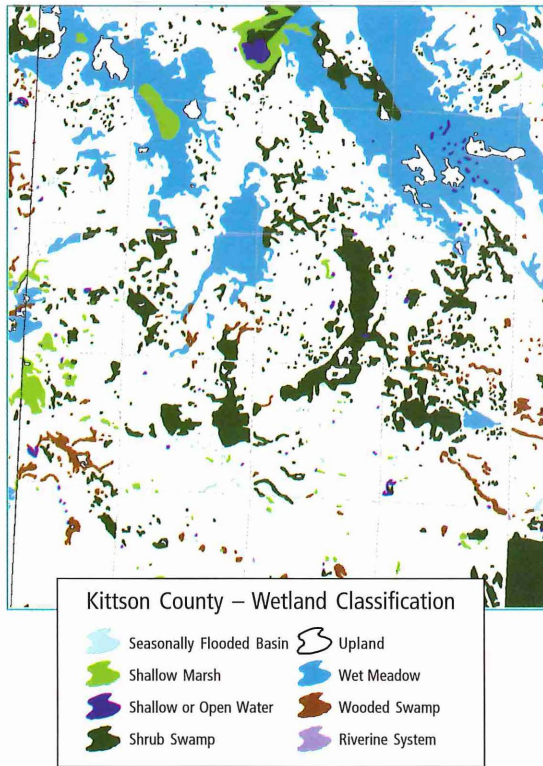 Kittson County – Wetland Classification
Seasonally Flooded Basin
Upland
Shallow Marsh
Wet Meadow
Shallow or Open Water
Wooded Swamp
Shrub Swamp
Riverine System